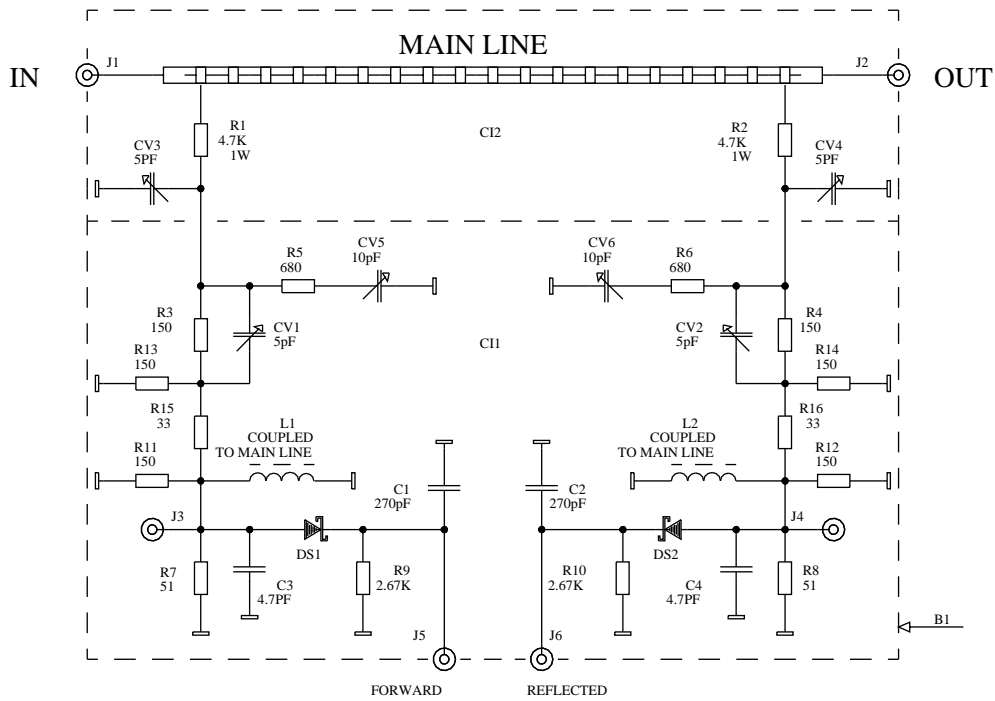 MAIN LINE
IN
J1
J2
OUT
R1
4.7K
1W
CI2
R2
4.7K
1W
CV3
5PF
CV4
5PF
R5
680
CV5
10pF
CV6
10pF
R6
680
R3
150
CV1
5pF
CI1
CV2
5pF
R4
150
R13
150
R14
150
R15
33
L1
COUPLED
TO MAIN LINE
L2
COUPLED
TO MAIN LINE
R16
33
R11
150
R12
150
C1
270pF
C2
270pF
J3
J4
DS1
DS2
R7
51
C3
4.7PF
R9
2.67K
R10
2.67K
C4
4.7PF
R8
51
B1
J5
J6
FORWARD
REFLECTED